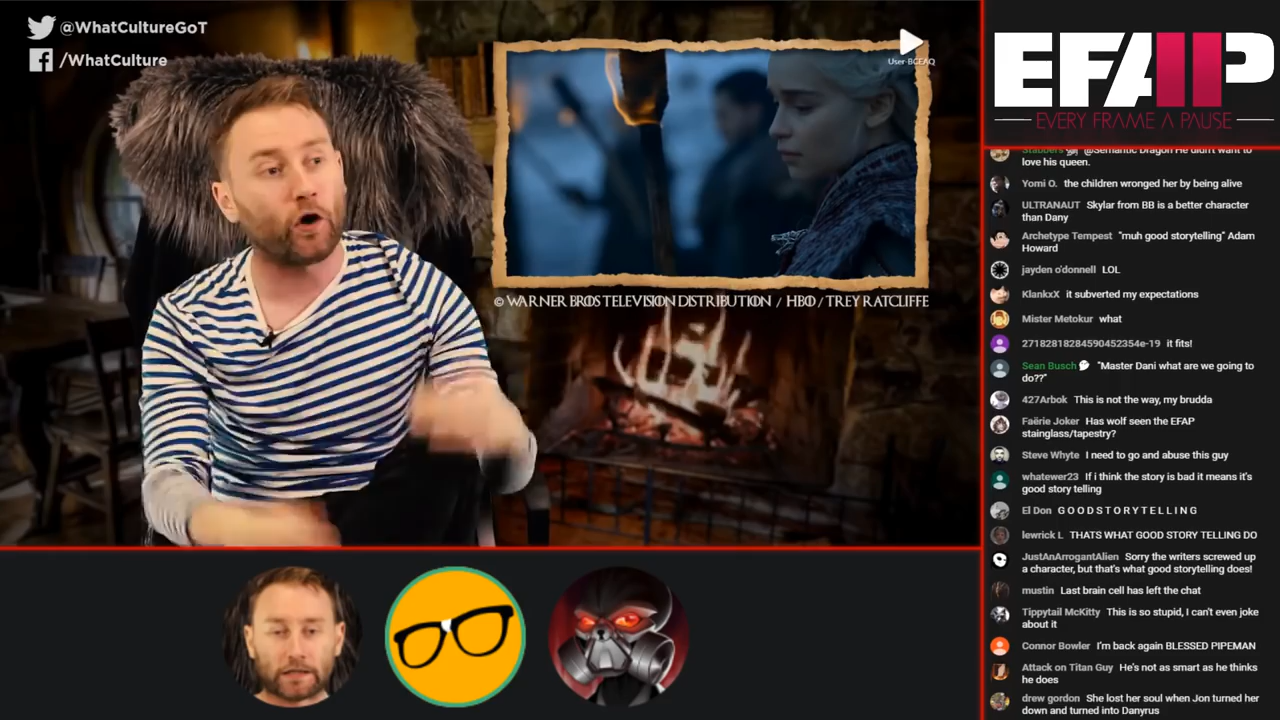 @WhatCultureGoT
/WhatCulture
User-BGEAQ
© WARNER BROS TELEVISION DISTRIBUTION / HBO / TREY RATCLIFFE
EFAP
EVERY FRAME A PAUSE
Stabbers @Semantic Dragon He didn't want to
love his queen.
Yomi O. the children wronged her by being alive
ULTRANAUT Skylar from BB is a better character
than Dany
Archetype Tempest "muh good storytelling" Adam
Howard
jayden o'donnell LOL
KlankxX it subverted my expectations
Mister Metokur what
27182818284590452354e-19 it fits!
Sean Busch "Master Dani what are we going to
do??"
427Arbok This is not the way, my brudda
Faërie Joker Has wolf seen the EFAP
stainglass/tapestry?
Steve Whyte I need to go and abuse this guy
whatewer23 If i think the story is bad it means it's
good story telling
El Don G O O D S T O R Y T E L L I N G
lewrick L THATS WHAT GOOD STORY TELLING DO
JustAnArrogantAlien Sorry the writers screwed up
a character, but that's what good storytelling does!
mustin Last brain cell has left the chat
Tippytail McKitty This is so stupid, I can't even joke
about it
Connor Bowler I'm back again BLESSED PIPEMAN
Attack on Titan Guy He's not as smart as he thinks
he does
drew gordon She lost her soul when Jon turned her
down and turned into Danyrus